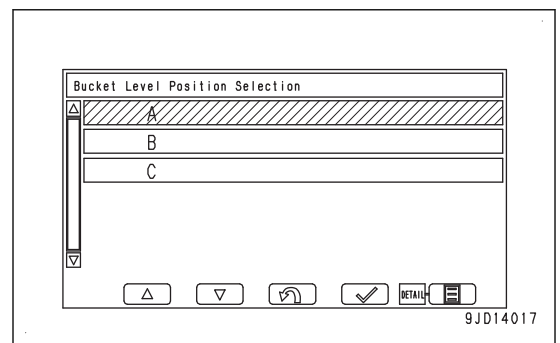 Bucket Level Position Selection
A
B
C
DETAIL
9JD14017